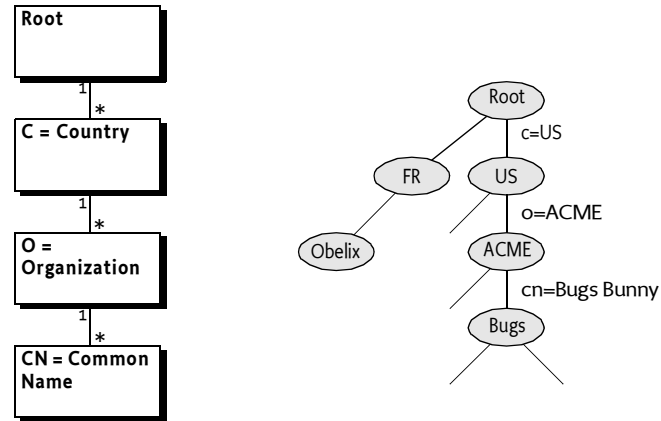 Root
1
*
C = Country
1
*
O =
Organization
1
*
CN = Common
Name
Root
c=US
FR
US
o=ACME
Obelix
ACME
cn=Bugs Bunny
Bugs